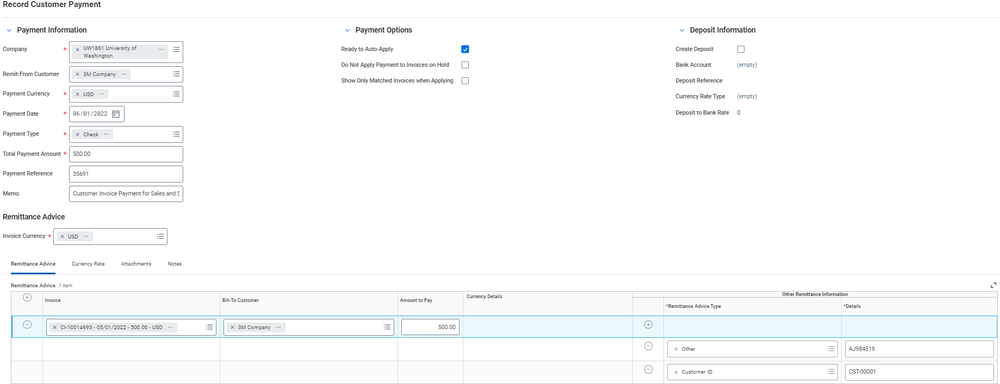 Record Customer Payment
Payment Information
Company * UW1861 University of
Washington
Remit-From Customer 3M Company
Payment Currency * USD
Payment Date * 06/01/2022
Payment Type * Check
Total Payment Amount * 500.00
Payment Reference 35691
Memo Customer Invoice Payment for Sales and S
Payment Options
Ready to Auto-Apply
Do Not Apply Payment to Invoices on Hold
Show Only Matched Invoices when Applying
Deposit Information
Create Deposit
Bank Account (empty)
Deposit Reference
Currency Rate Type (empty)
Deposit to Bank Rate 0
Remittance Advice
Invoice Currency * USD
Remittance Advice Currency Rate Attachments Notes
Remittance Advice 1 item
Other Remittance Information
Invoice Bill-To Customer Amount to Pay Currency Details *Remittance Advice Type *Details
CI-10014693 - 05/01/2022 - 500.00 - USD 3M Company 500.00
Other AJ984519
Customer ID CST-00001